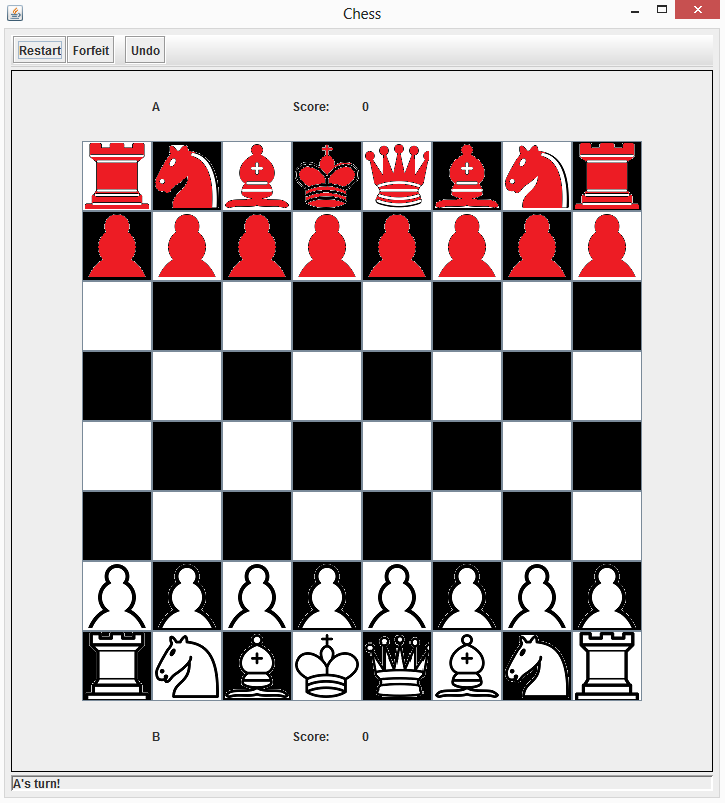 Chess
Restart Forfeit Undo
A Score: 0
B Score: 0
A's turn!